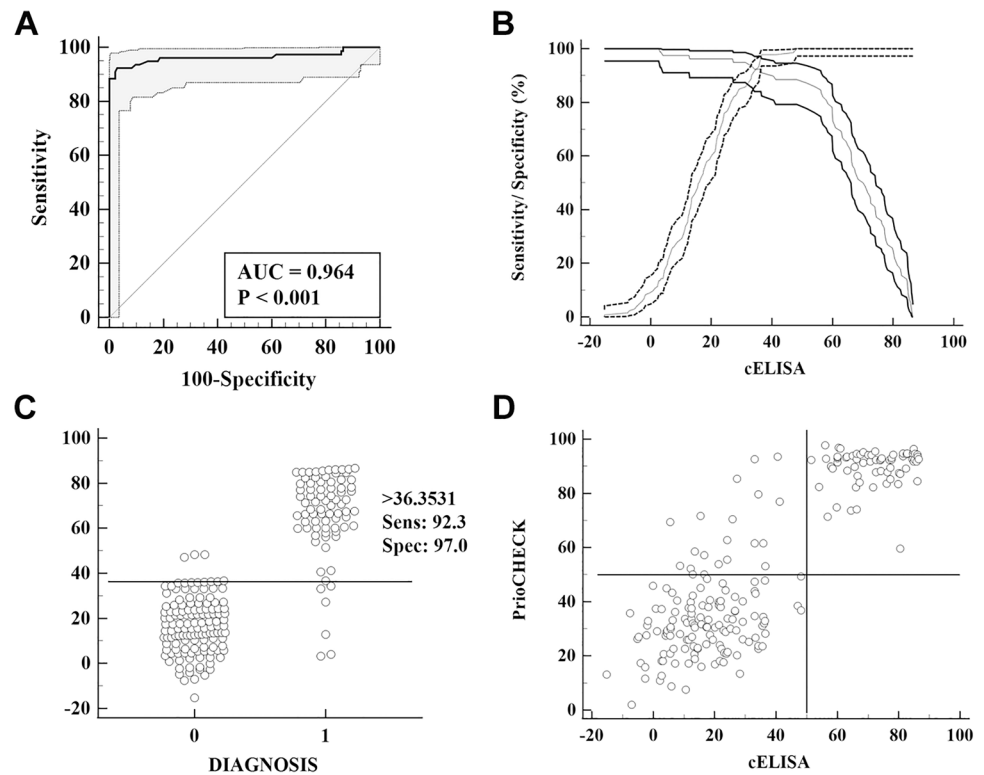 A
100
80
60
40
20
0
Sensitivity
AUC = 0.964
P < 0.001
0 20 40 60 80 100
100-Specificity
B
100
80
60
40
20
0
Sensitivity/ Specificity (%)
-20 0 20 40 60 80 100
cELISA
C
100
80
60
40
20
0
-20
>36.3531
Sens: 92.3
Spec: 97.0
0 1
DIAGNOSIS
D
100
80
60
40
20
0
PrioCHECK
-20 0 20 40 60 80 100
cELISA